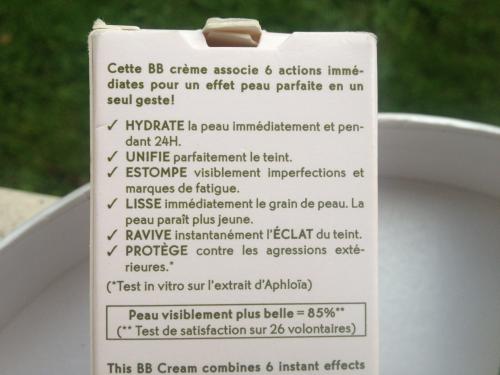 Cette BB crème associe 6 actions immé-
diates pour un effet peau parfaite en un
seul geste!
✓ HYDRATE la peau immédiatement et pen-
dant 24H.
✓ UNIFIE parfaitement le teint.
✓ ESTOMPE visiblement imperfections et
marques de fatigue.
✓ LISSE immédiatement le grain de peau. La
peau paraît plus jeune.
✓ RAVIVE instantanément l'ÉCLAT du teint.
✓ PROTÈGE contre les agressions exté-
rieures.*
(*Test in vitro sur l'extrait d'Aphloïa)
Peau visiblement plus belle = 85%**
(** Test de satisfaction sur 26 volontaires)
This BB Cream combines 6 instant effects